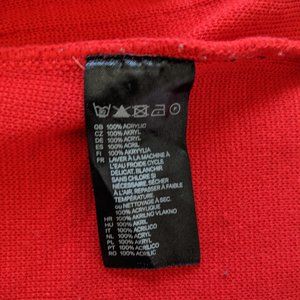 GB 100% ACRYLIC
CZ 100% AKRYL
DE 100% ACRYL
ES 100% ACRIL
FI 100% AKRYYLIA
FR LAVER À LA MACHINE À
L'EAU FROIDE CYCLE
DÉLICAT, BLANCHIR
SANS CHLORE SI
NÉCESSAIRE, SÉCHER À
L'AIR, REPASSER À FAIBLE
TEMPÉRATURE
OU NETTOYAGE À SEC.
100% ACRYLIQUE
HR 100% AKRILNO VLAKNO
HU 100% AKRIL
IT 100% ACRILICO
NL 100% ACRYL
PL 100% AKRYL
PT 100% ACRÍLICO
RO 100% ACRIL